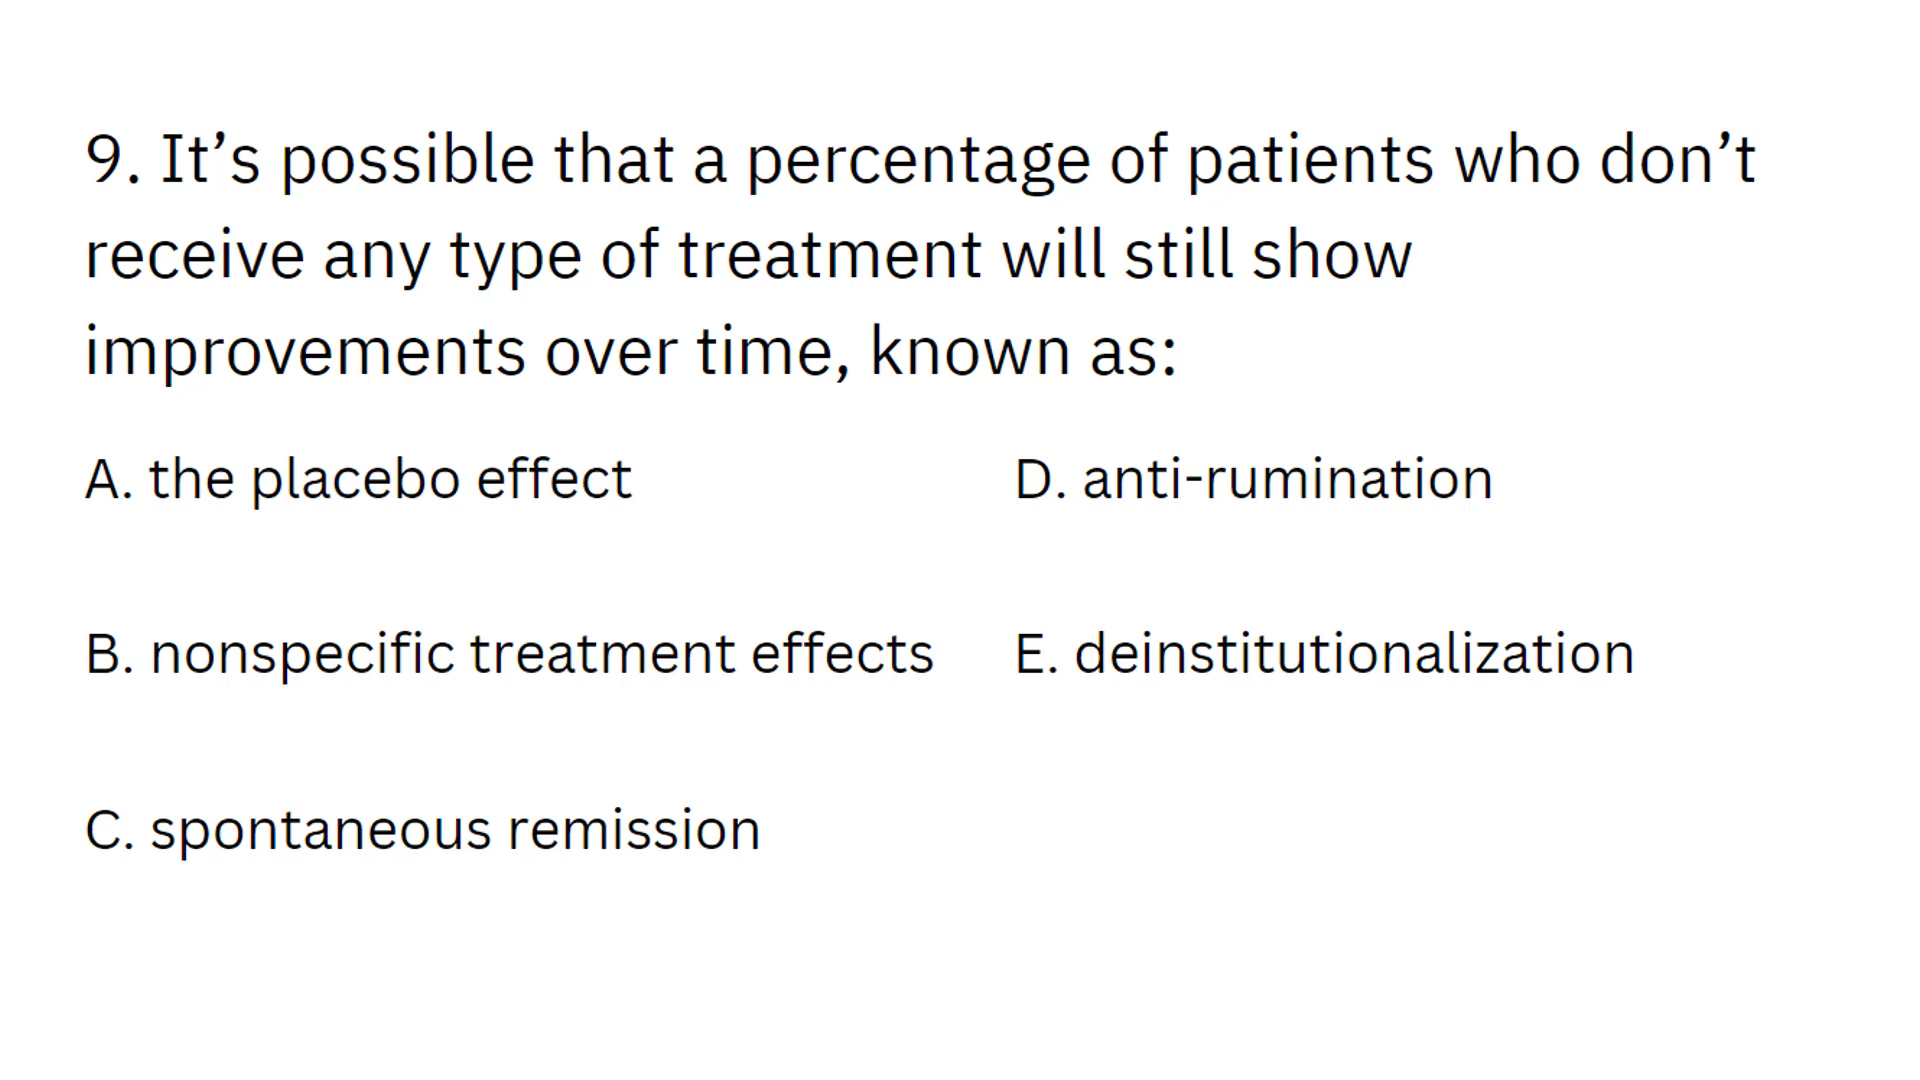 9. It’s possible that a percentage of patients who don’t
receive any type of treatment will still show
improvements over time, known as:
A. the placebo effect
B. nonspecific treatment effects
C. spontaneous remission
D. anti-rumination
E. deinstitutionalization